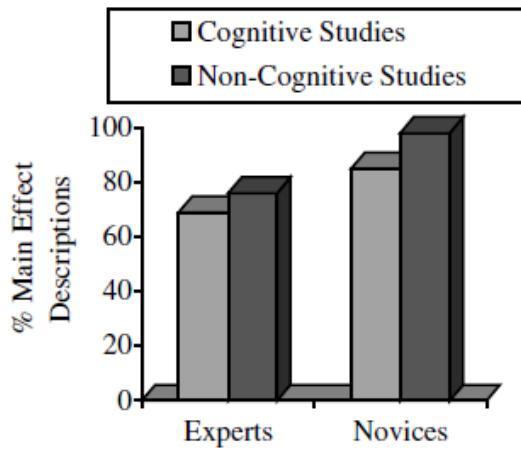 Cognitive Studies
Non-Cognitive Studies
% Main Effect
Descriptions
100
80
60
40
20
0
Experts
Novices